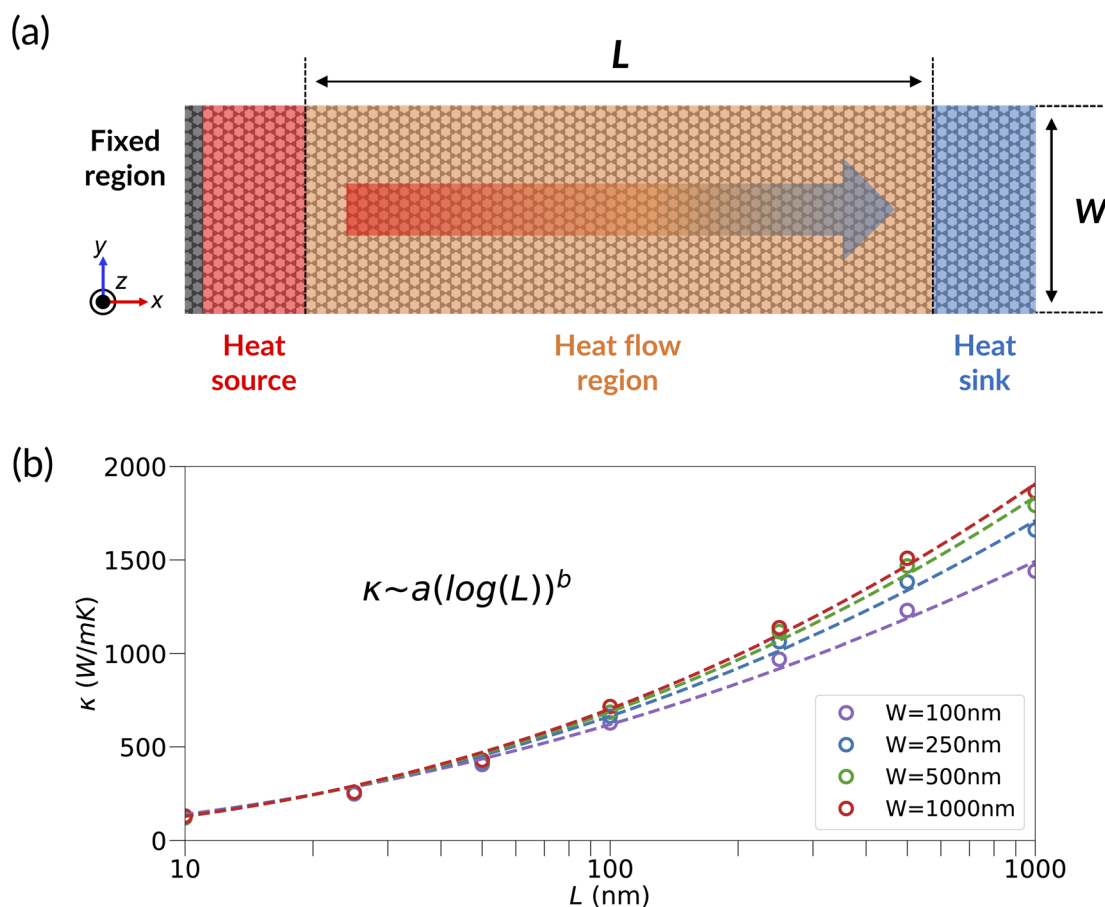 (a)
L
Fixed
region
W
y
z
x
Heat
source
Heat flow
region
Heat
sink
(b)
2000
1500
1000
500
0
κ (W/mK)
κ~a(log(L))^b
W=100nm
W=250nm
W=500nm
W=1000nm
10
100
1000
L (nm)